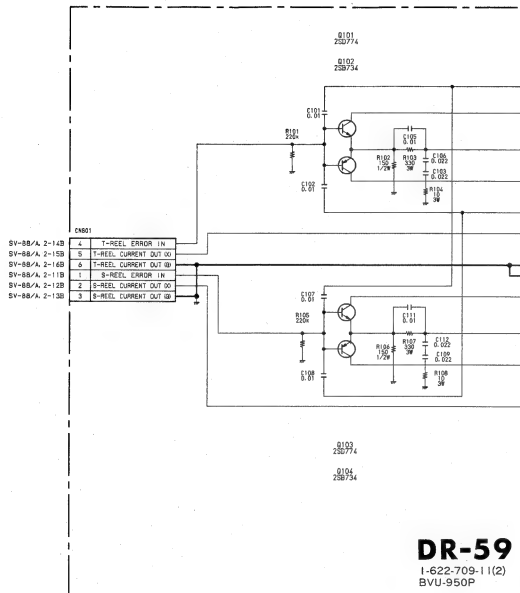 Q101
2SD774
Q102
2SB734
C101
0.01
R101
220k
C105
0.01
R102
150
1/2W
R103
330
3W
C106
0.022
C103
0.022
C102
0.01
R104
10
3W
CN601
SV-88/A, 2-14B 4 T-REEL ERROR IN
SV-88/A, 2-15B 5 T-REEL CURRENT OUT (X)
SV-88/A, 2-16B 6 T-REEL CURRENT OUT (G)
SV-88/A, 2-11B 1 S-REEL ERROR IN
SV-88/A, 2-12B 2 S-REEL CURRENT OUT (X)
SV-88/A, 2-13B 3 S-REEL CURRENT OUT (G)
C107
0.01
R105
220k
C111
0.01
R106
150
1/2W
R107
330
3W
C112
0.022
C109
0.022
C108
0.01
R108
10
3W
Q103
2SD774
Q104
2SB734
DR-59
1-622-709-11(2)
BVU-950P